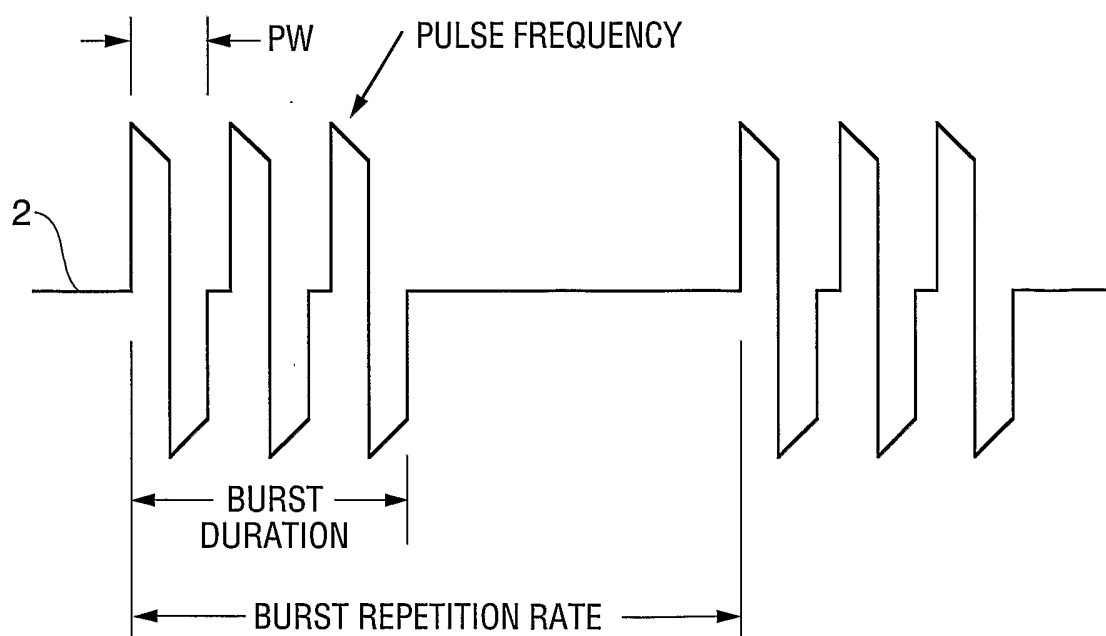 PW
PULSE FREQUENCY
2
BURST
DURATION
BURST REPETITION RATE